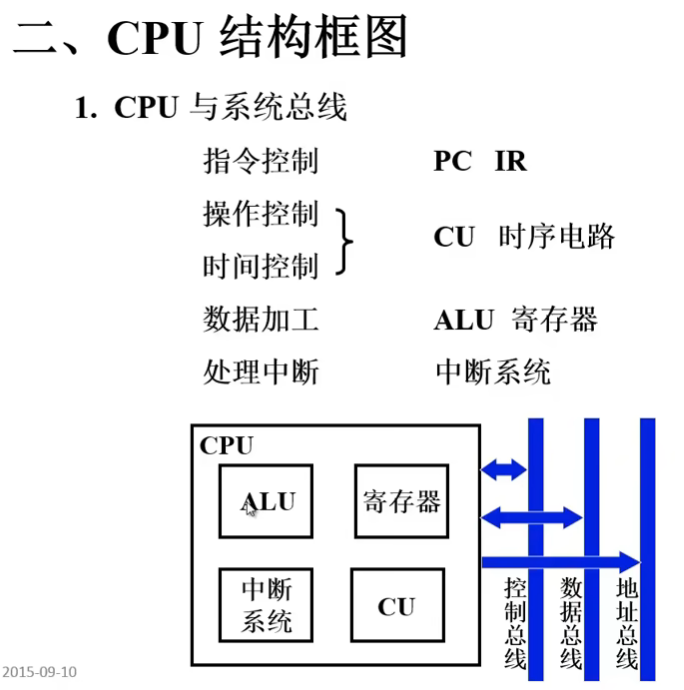 二、CPU 结构框图
1. CPU 与系统总线
指令控制 PC IR
操作控制
CU 时序电路
时间控制
数据加工 ALU 寄存器
处理中断 中断系统
CPU
ALU 寄存器
中断
系统
CU
控制总线
数据总线
地址总线
2015-09-10